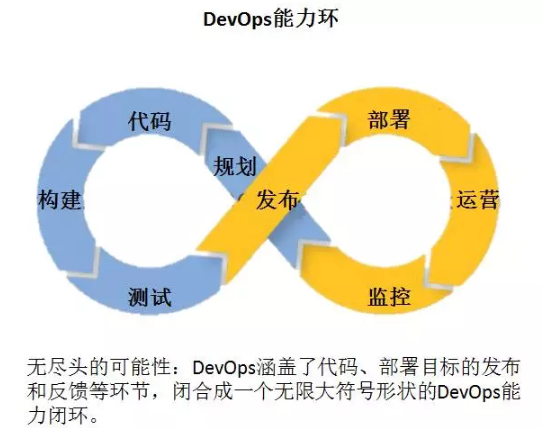 DevOps能力环
代码
部署
规划
构建
发布
运营
测试
监控
无尽头的可能性：DevOps涵盖了代码、部署目标的发布
和反馈等环节，闭合成一个无限大符号形状的DevOps能
力闭环。